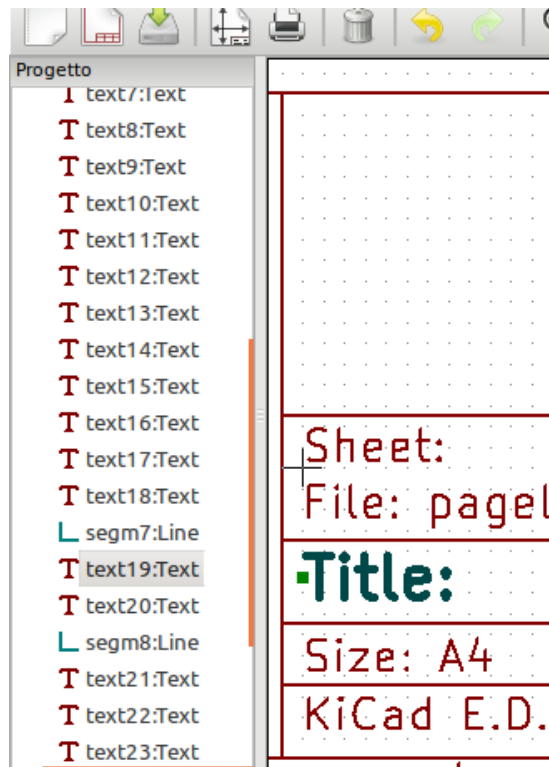 Progetto
text7:Text
text8:Text
text9:Text
text10:Text
text11:Text
text12:Text
text13:Text
text14:Text
text15:Text
text16:Text
text17:Text
text18:Text
segm7:Line
text19:Text
text20:Text
segm8:Line
text21:Text
text22:Text
text23:Text
Sheet:
File: pagel
Title:
Size: A4
KiCad E.D.